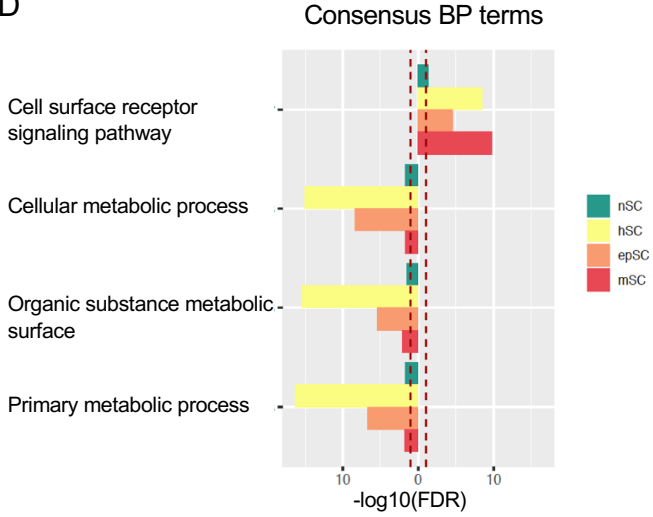 D
Consensus BP terms
Cell surface receptor
signaling pathway
Cellular metabolic process
Organic substance metabolic
surface
Primary metabolic process
nSC
hSC
epSC
mSC
10 0 10
-log10(FDR)